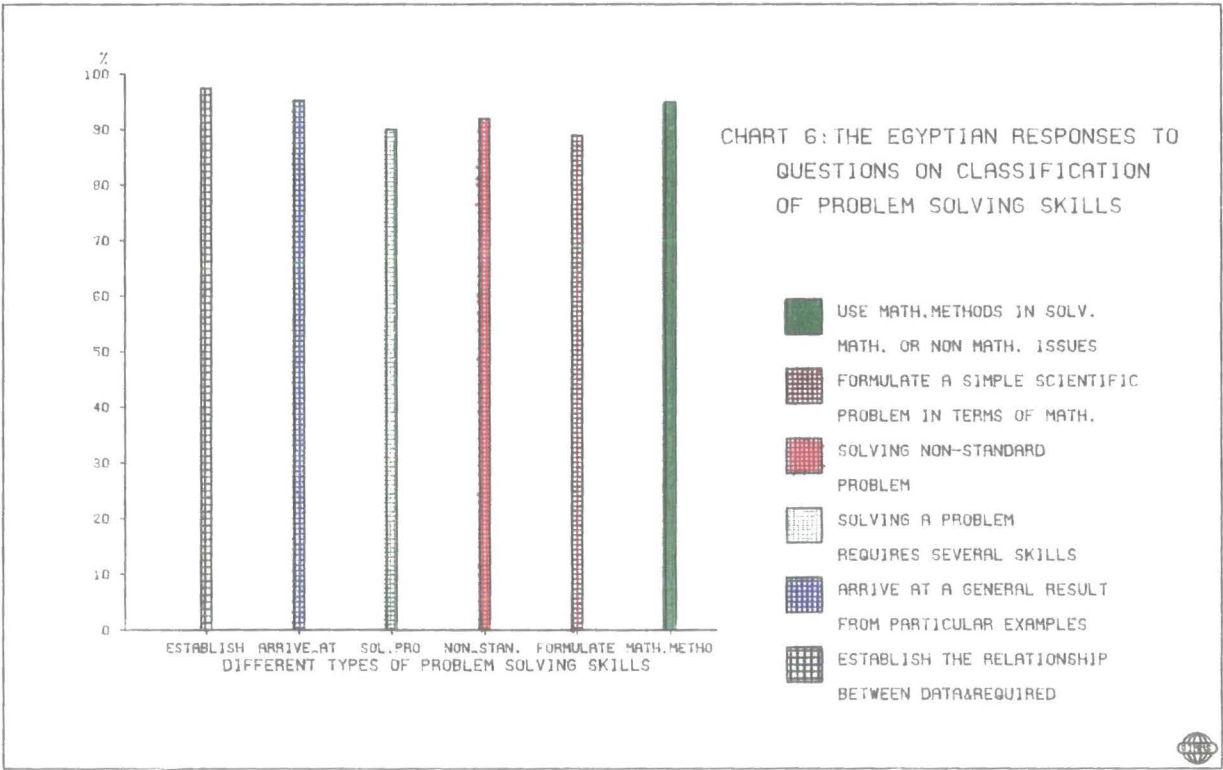 %
100
90
80
70
60
50
40
30
20
10
0
ESTABLISH ARRIVE_AT SOL.PRO NON_STAN. FORMULATE MATH.METHO
DIFFERENT TYPES OF PROBLEM SOLVING SKILLS
CHART 6:THE EGYPTIAN RESPONSES TO
QUESTIONS ON CLASSIFICATION
OF PROBLEM SOLVING SKILLS
USE MATH.METHODS IN SOLV.
MATH. OR NON MATH. ISSUES
FORMULATE A SIMPLE SCIENTIFIC
PROBLEM IN TERMS OF MATH.
SOLVING NON-STANDARD
PROBLEM
SOLVING A PROBLEM
REQUIRES SEVERAL SKILLS
ARRIVE AT A GENERAL RESULT
FROM PARTICULAR EXAMPLES
ESTABLISH THE RELATIONSHIP
BETWEEN DATA&REQUIRED